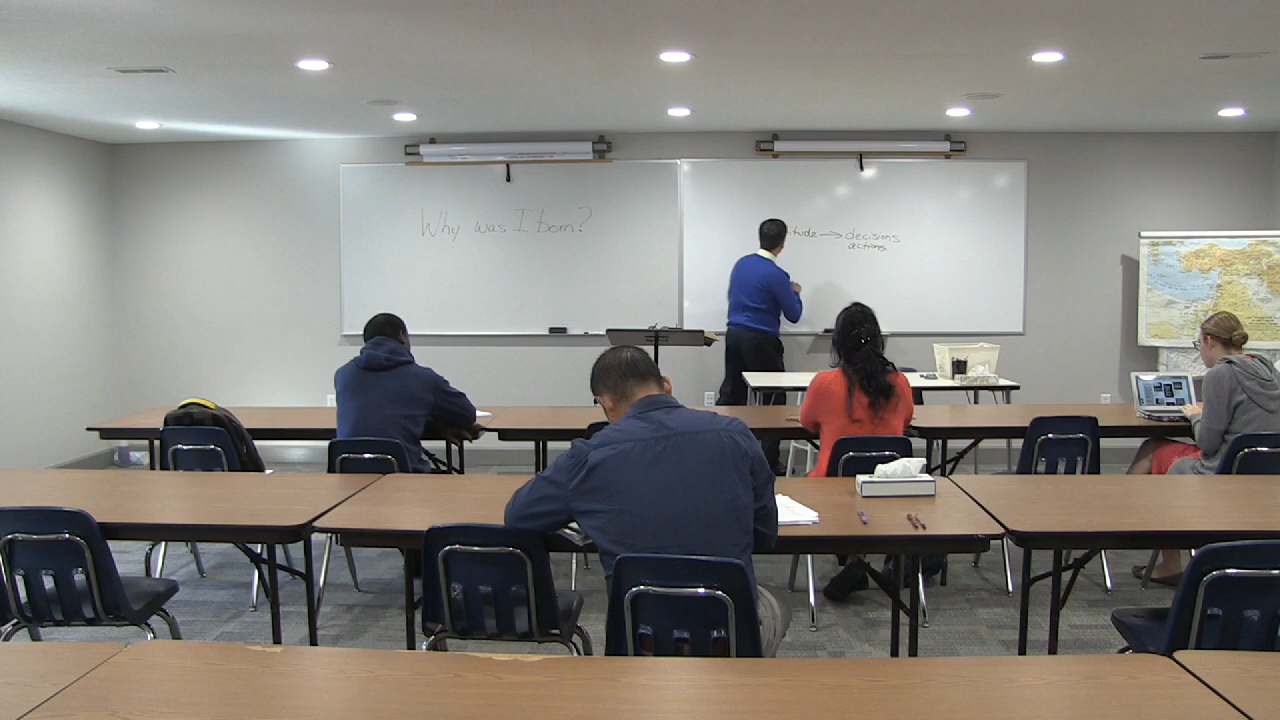 Why was I born?
→ decisions
actions